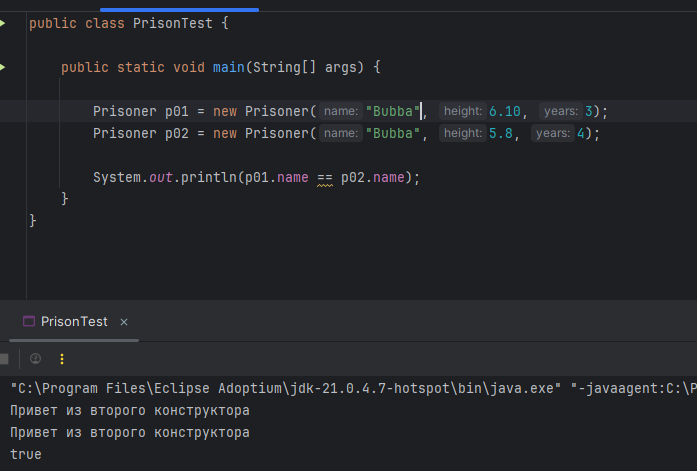 public class PrisonTest {
public static void main(String[] args) {
Prisoner p01 = new Prisoner( name: "Bubba", height: 6.10, years: 3);
Prisoner p02 = new Prisoner( name: "Bubba", height: 5.8, years: 4);
System.out.println(p01.name == p02.name);
}
}
PrisonTest ×
"C:\Program Files\Eclipse Adoptium\jdk-21.0.4.7-hotspot\bin\java.exe" "-javaagent:C:\P
Привет из второго конструктора
Привет из второго конструктора
true